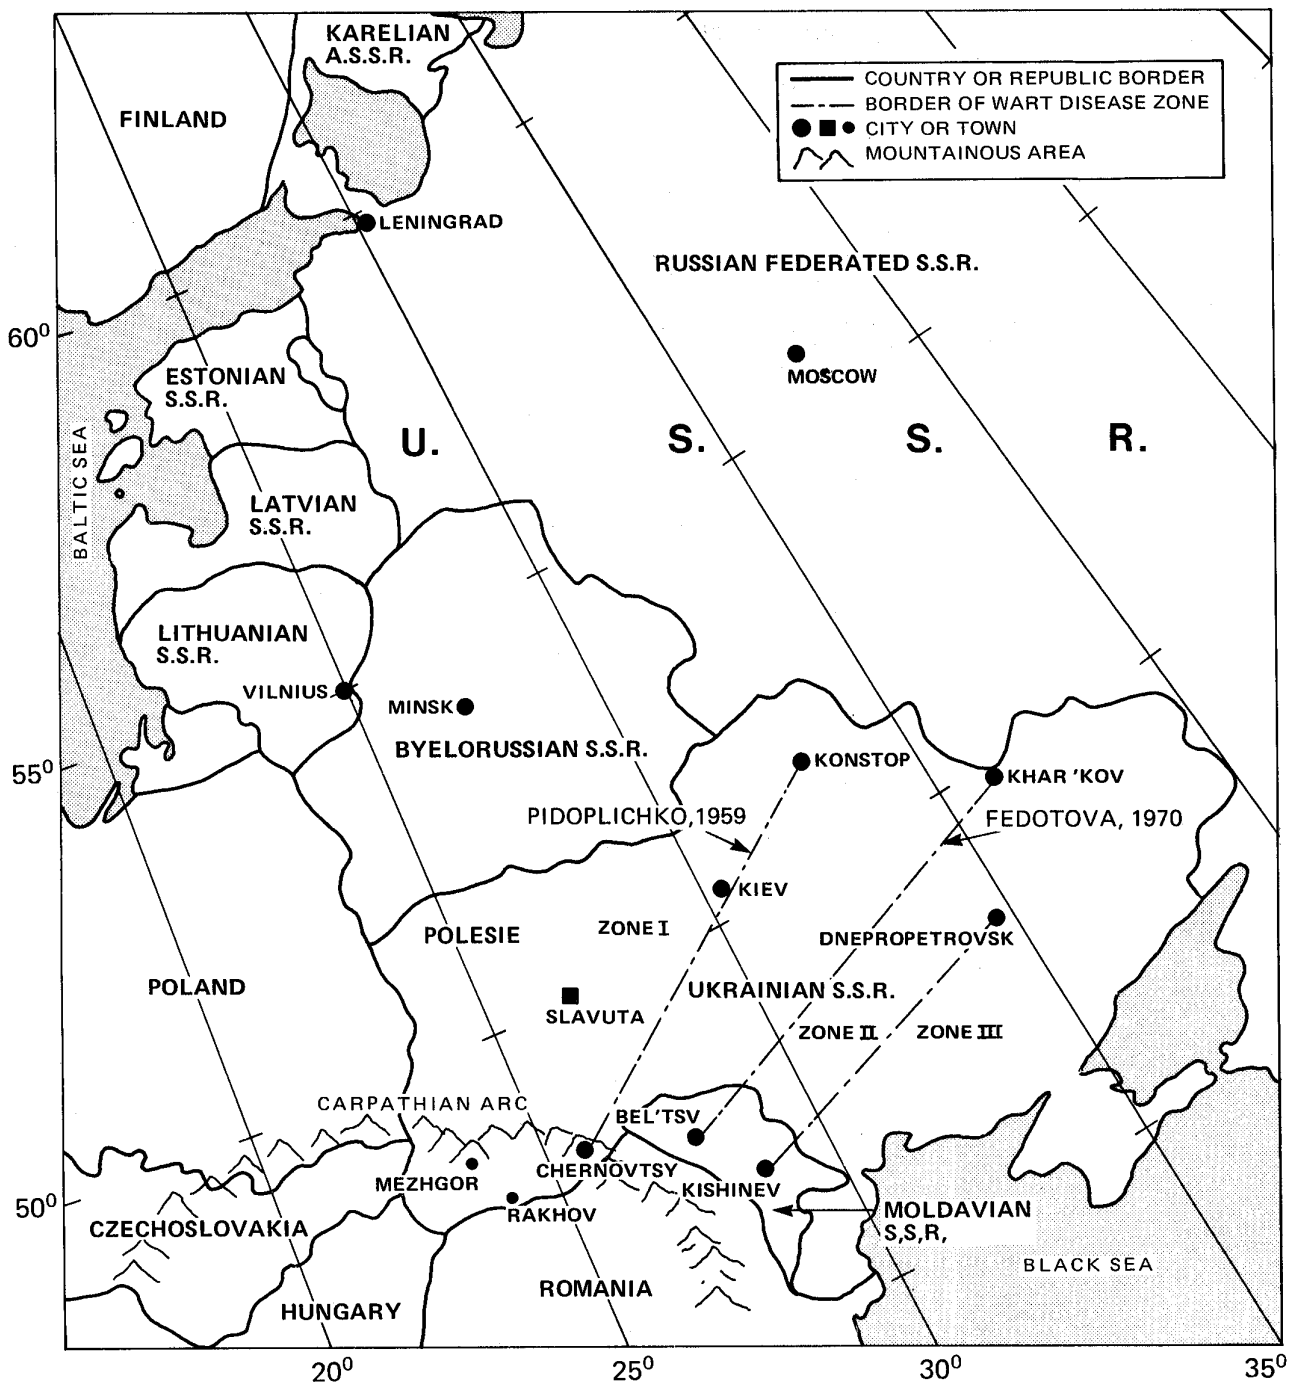 KARELIAN
A.S.S.R.
FINLAND
COUNTRY OR REPUBLIC BORDER
BORDER OF WART DISEASE ZONE
CITY OR TOWN
MOUNTAINOUS AREA
LENINGRAD
RUSSIAN FEDERATED S.S.R.
60⁰
MOSCOW
ESTONIAN
S.S.R.
U. S. S. R.
BALTIC SEA
LATVIAN
S.S.R.
LITHUANIAN
S.S.R.
VILNIUS
MINSK
BYELORUSSIAN S.S.R.
KONSTOP
55⁰
KHAR'KOV
PIDOPLICHKO, 1959
FEDOTOVA, 1970
KIEV
ZONE I
POLESIE
DNEPROPETROVSK
POLAND
UKRAINIAN S.S.R.
SLAVUTA
ZONE II
ZONE III
CARPATHIAN ARC
BEL'TSV
CHERNOVTSY
MEZHGOR
KISHINEV
RAKHOV
50⁰
CZECHOSLOVAKIA
MOLDAVIAN
S,S,R,
BLACK SEA
ROMANIA
HUNGARY
20⁰
25⁰
30⁰
35⁰